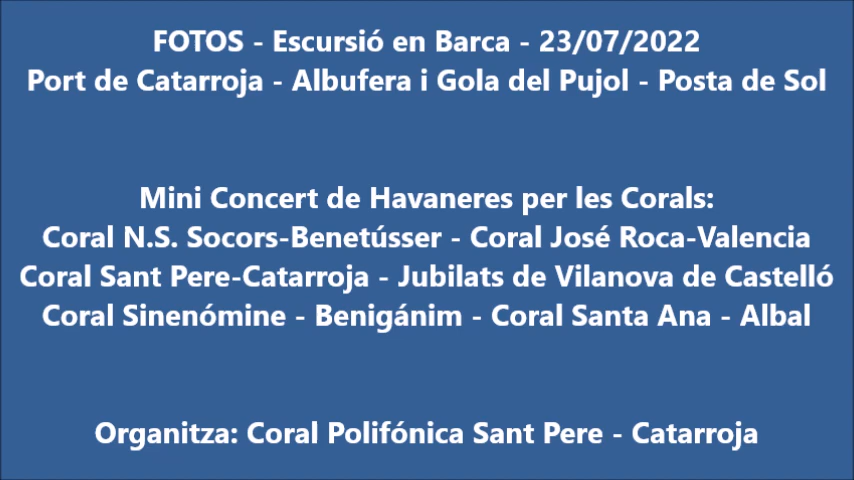 FOTOS - Escursió en Barca - 23/07/2022
Port de Catarroja - Albufera i Gola del Pujol - Posta de Sol
Mini Concert de Havaneres per les Corals:
Coral N.S. Socors-Benetússer - Coral José Roca-Valencia
Coral Sant Pere-Catarroja - Jubilats de Vilanova de Castelló
Coral Sinenómine - Benigánim - Coral Santa Ana - Albal
Organitza: Coral Polifónica Sant Pere - Catarroja